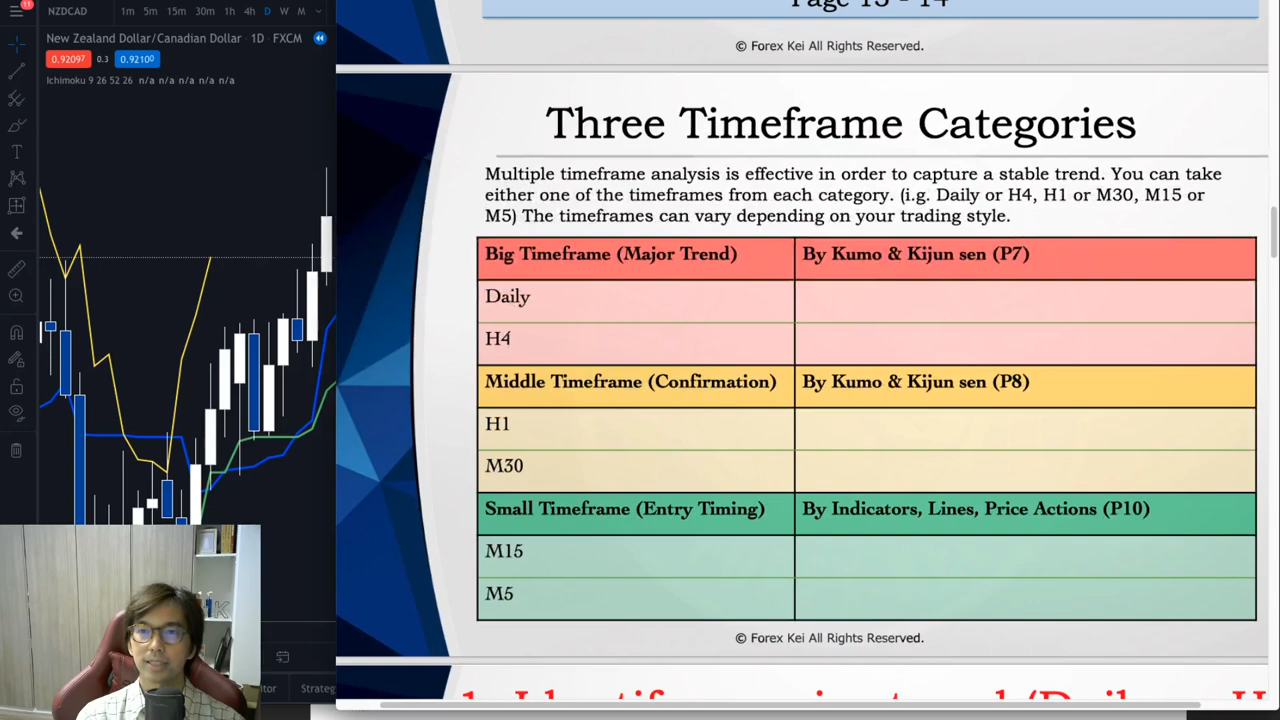 11
NZDCAD
1m 5m 15m 30m 1h 4h D W M
New Zealand Dollar/Canadian Dollar · 1D · FXCM
0.92097 0.3 0.92100
Ichimoku 9 26 52 26 n/a n/a n/a n/a n/a
Page 13 - 14
© Forex Kei All Rights Reserved.
Three Timeframe Categories
Multiple timeframe analysis is effective in order to capture a stable trend. You can take
either one of the timeframes from each category. (i.g. Daily or H4, H1 or M30, M15 or
M5) The timeframes can vary depending on your trading style.
Big Timeframe (Major Trend) By Kumo & Kijun sen (P7)
Daily
H4
Middle Timeframe (Confirmation) By Kumo & Kijun sen (P8)
H1
M30
Small Timeframe (Entry Timing) By Indicators, Lines, Price Actions (P10)
M15
M5
© Forex Kei All Rights Reserved.